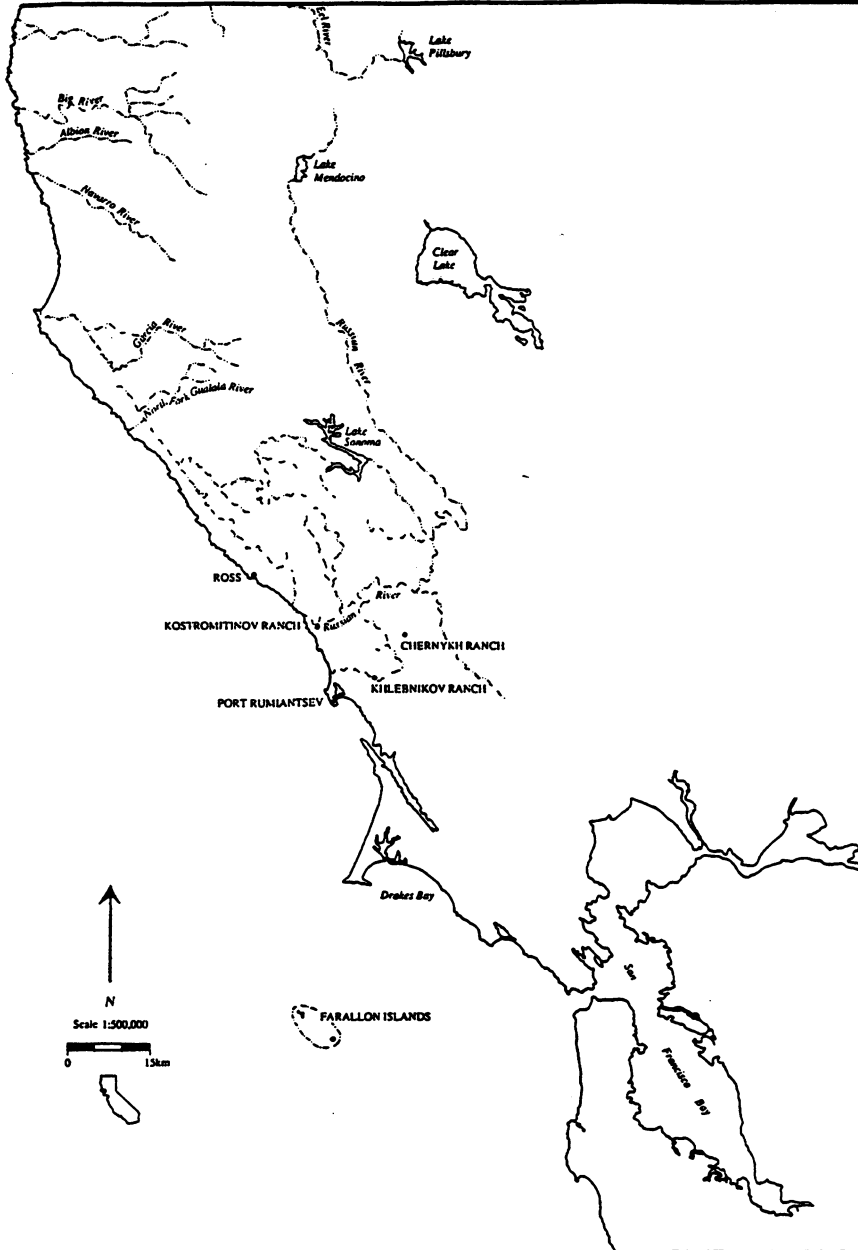 Eel River
Lake
Pillsbury
Big River
Albion River
Lake
Mendocino
Navarro River
Clear
Lake
Garcia River
Russian
River
North Fork Gualala River
Lake
Sonoma
ROSS
River
KOSTROMITINOV RANCH
Russian
CHERNYKH RANCH
KHLEBNIKOV RANCH
PORT RUMIANTSEV
Drakes Bay
San
N
FARALLON ISLANDS
Scale 1:500,000
0 15km
Francisco
Bay